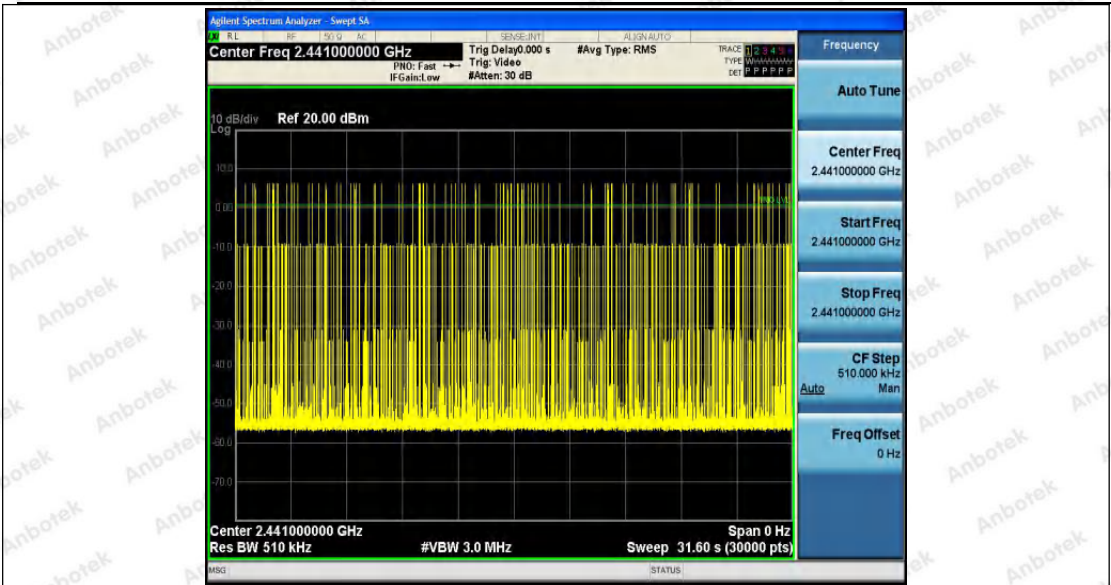 Agilent Spectrum Analyzer - Swept SA
RL RF 50 Ω AC SENSE:INT ALIGN AUTO
Center Freq 2.441000000 GHz
PNO: Fast
IFGain:Low
Trig Delay0.000 s
Trig: Video
#Atten: 30 dB
#Avg Type: RMS
TRACE 1 2 3 4 5 6
TYPE W
DET P P P P P P
10 dB/div Ref 20.00 dBm
Log
10.0
0.00
-10.0
-20.0
-30.0
-40.0
-50.0
-60.0
-70.0
TRIG LVL
Center 2.441000000 GHz
Span 0 Hz
Res BW 510 kHz
#VBW 3.0 MHz
Sweep 31.60 s (30000 pts)
MSG
STATUS
Frequency
Auto Tune
Center Freq
2.441000000 GHz
Start Freq
2.441000000 GHz
Stop Freq
2.441000000 GHz
CF Step
510.000 kHz
Auto Man
Freq Offset
0 Hz
Anbotek